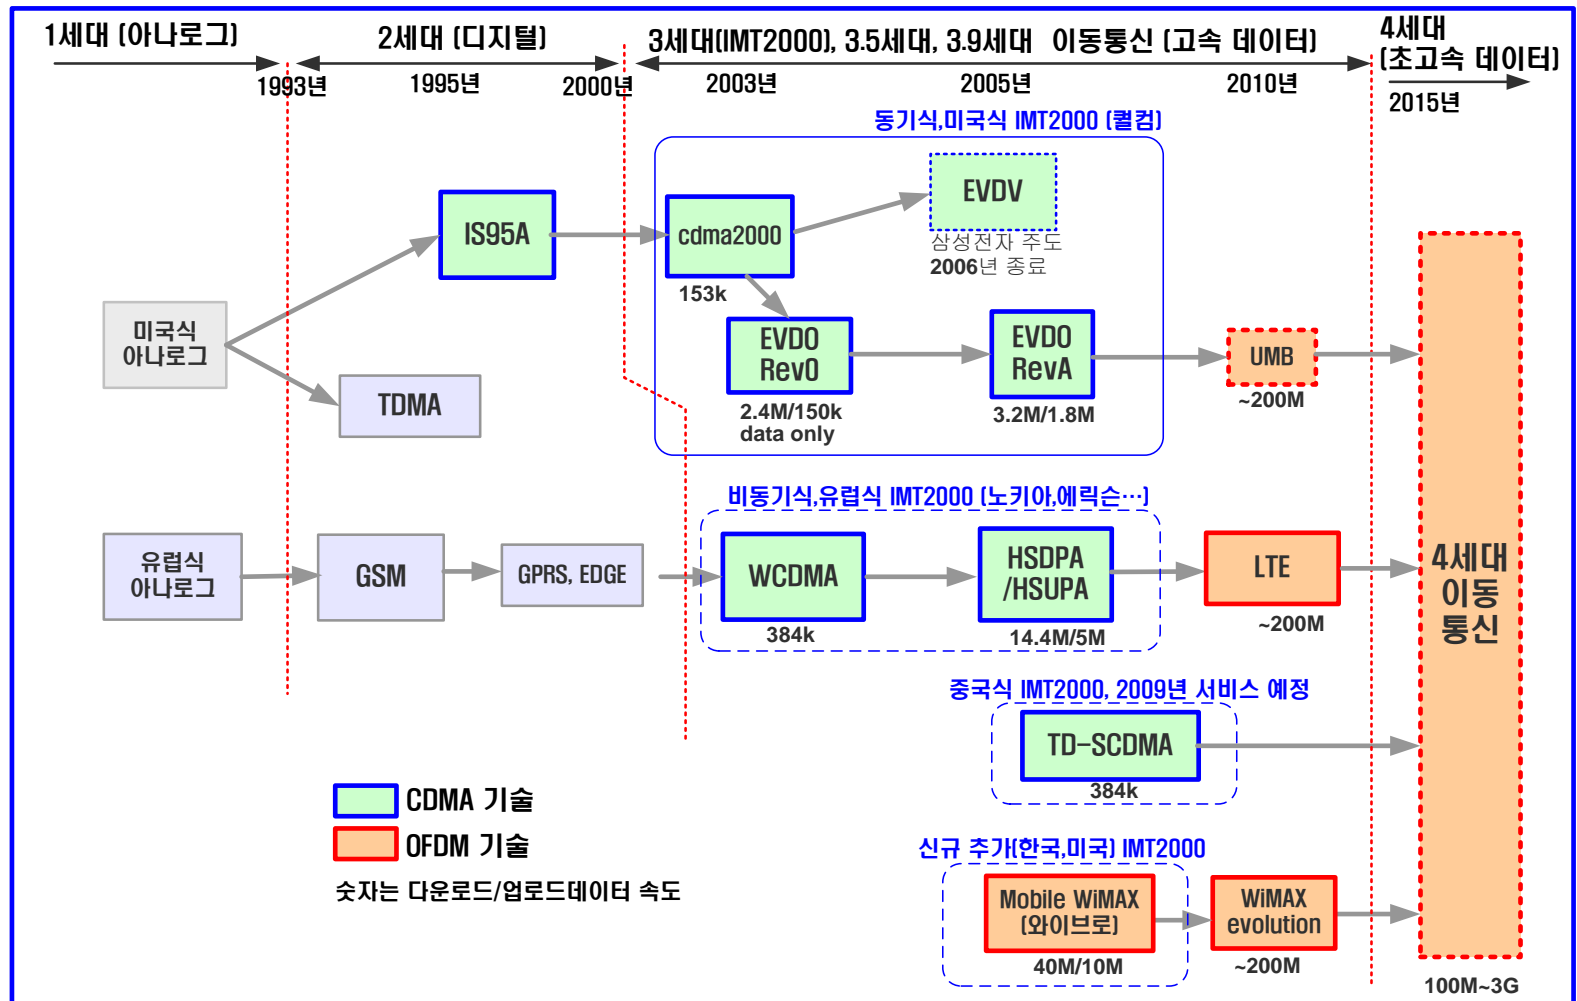 1세대 (아나로그)
2세대 (디지털)
3세대(IMT2000), 3.5세대, 3.9세대 이동통신 (고속 데이터)
4세대
(초고속 데이터)
1993년
1995년
2000년
2003년
2005년
2010년
2015년
동기식,미국식 IMT2000 (퀄컴)
EVDV
삼성전자 주도
2006년 종료
IS95A
cdma2000
153k
미국식
아나로그
TDMA
EVDO
Rev0
2.4M/150k
data only
EVDO
RevA
3.2M/1.8M
UMB
~200M
비동기식,유럽식 IMT2000 (노키아,에릭슨…)
유럽식
아나로그
GSM
GPRS, EDGE
WCDMA
384k
HSDPA
/HSUPA
14.4M/5M
LTE
~200M
4세대
이동
통신
중국식 IMT2000, 2009년 서비스 예정
TD-SCDMA
384k
CDMA 기술
OFDM 기술
숫자는 다운로드/업로드데이터 속도
신규 추가(한국,미국) IMT2000
Mobile WiMAX
(와이브로)
40M/10M
WiMAX
evolution
~200M
100M~3G